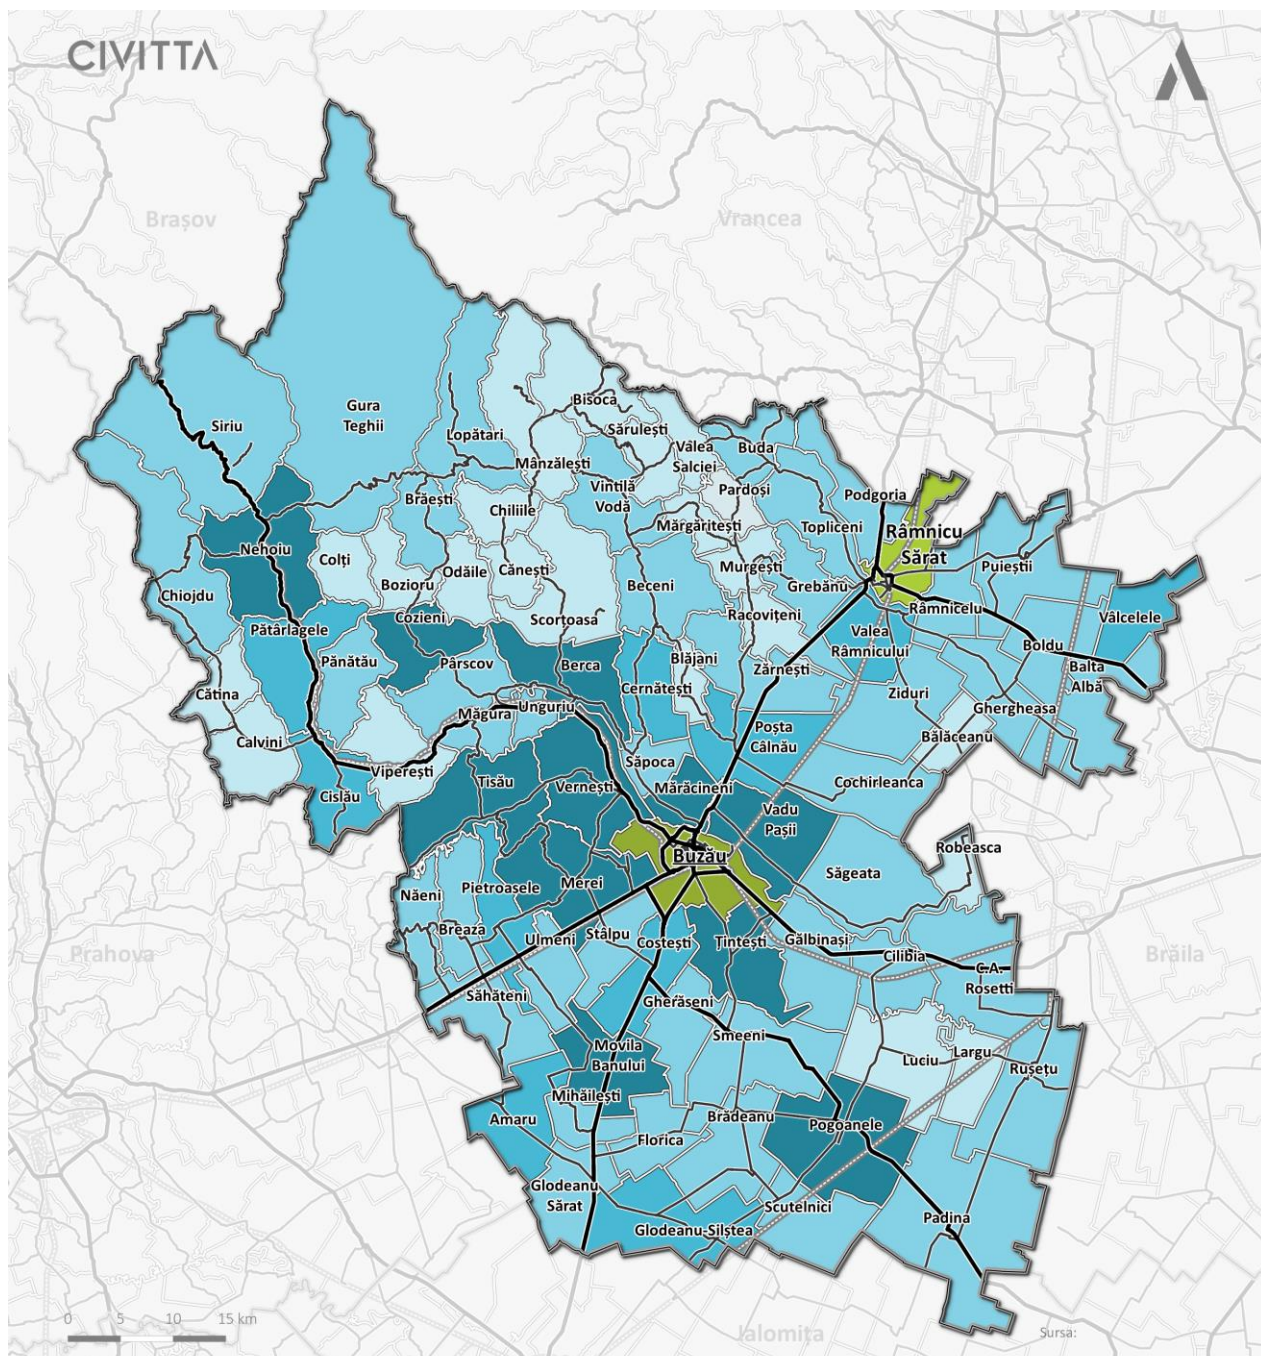 CIVITTA
Brașov
Vrancea
Gura
Teghii
Siriu
Bisoca
Lopătari
Sărulești
Mânzălești
Vâlea
Salciei
Buda
Vintilă
Vodă
Brăești
Chiliile
Pardoși
Podgoria
Mărgăritești
Topliceni
Râmnicu
Sărat
Nehoiu
Colți
Bozioru
Odăile
Cănești
Beceni
Murgești
Grebănu
Puieștii
Chiojdu
Cozieni
Scorțoasa
Racovițeni
Râmnicelu
Vâlcelele
Pătârlagele
Pănătău
Pârscov
Berca
Blăjani
Zărnești
Valea
Râmnicului
Boldu
Balta
Albă
Cătina
Cernătești
Ziduri
Ghergheasa
Calvini
Măgura
Unguriu
Poșta
Câlnău
Bălăceanu
Viperești
Săpoca
Cislău
Tisău
Vernești
Mărăcineni
Cochirleanca
Vadu
Pașii
Buzău
Robeasca
Săgeata
Năeni
Pietroasele
Merei
Breaza
Ulmeni
Stâlpu
Costești
Țintești
Gălbinași
Cilibia
C.A.
Rosetti
Prahova
Brăila
Săhăteni
Gherăseni
Smeeni
Movila
Banului
Luciu
Largu
Rușețu
Mihăilești
Amaru
Florica
Brădeanu
Pogoanele
Glodeanu
Sărat
Scutelnici
Padina
Glodeanu-Silștea
0 5 10 15 km
Ialomița
Sursa: